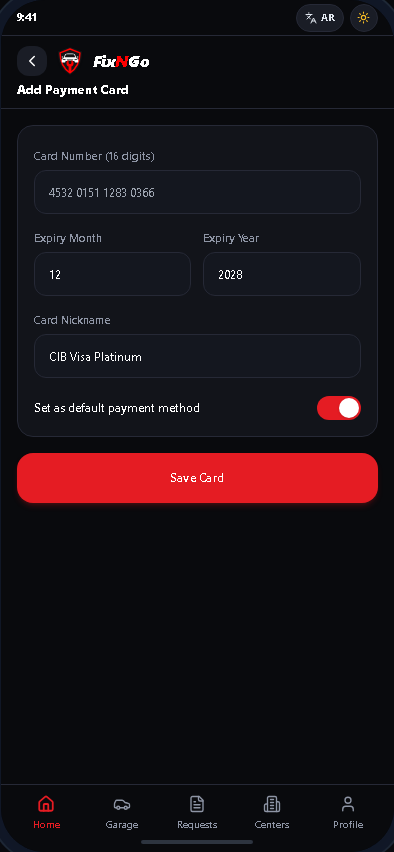 9:41
AR
FixNGo
Add Payment Card
Card Number (16 digits)
4532 0151 1283 0366
Expiry Month Expiry Year
12 2028
Card Nickname
CIB Visa Platinum
Set as default payment method
Save Card
Home Garage Requests Centers Profile